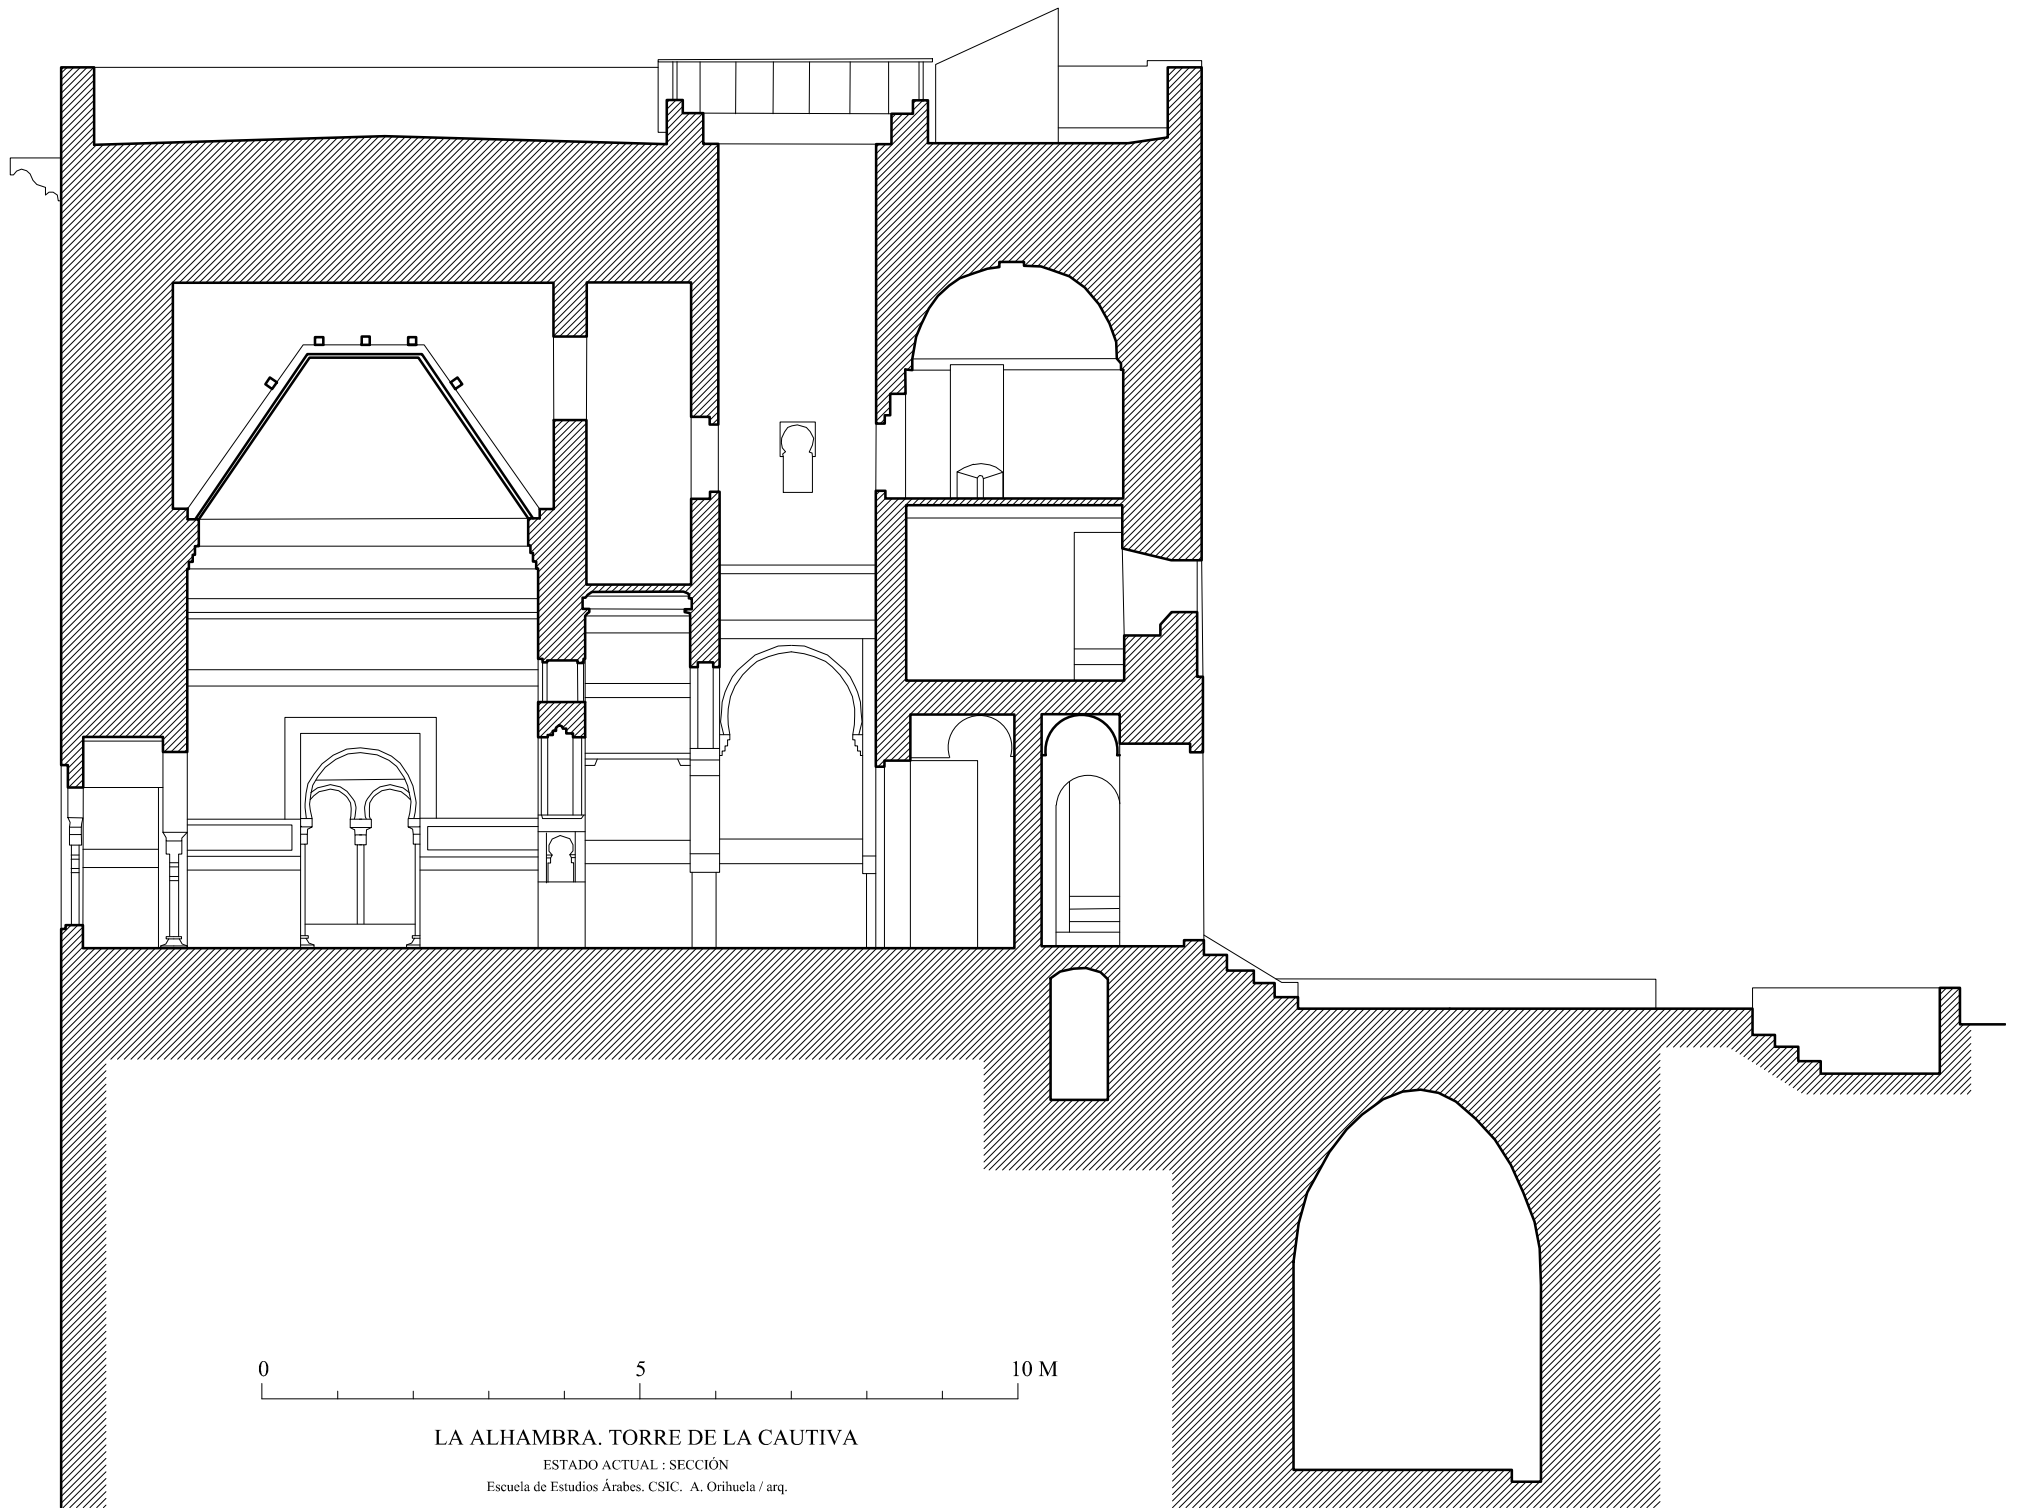 0 5 10 M
LA ALHAMBRA. TORRE DE LA CAUTIVA
ESTADO ACTUAL : SECCIÓN
Escuela de Estudios Árabes. CSIC. A. Orihuela / arq.